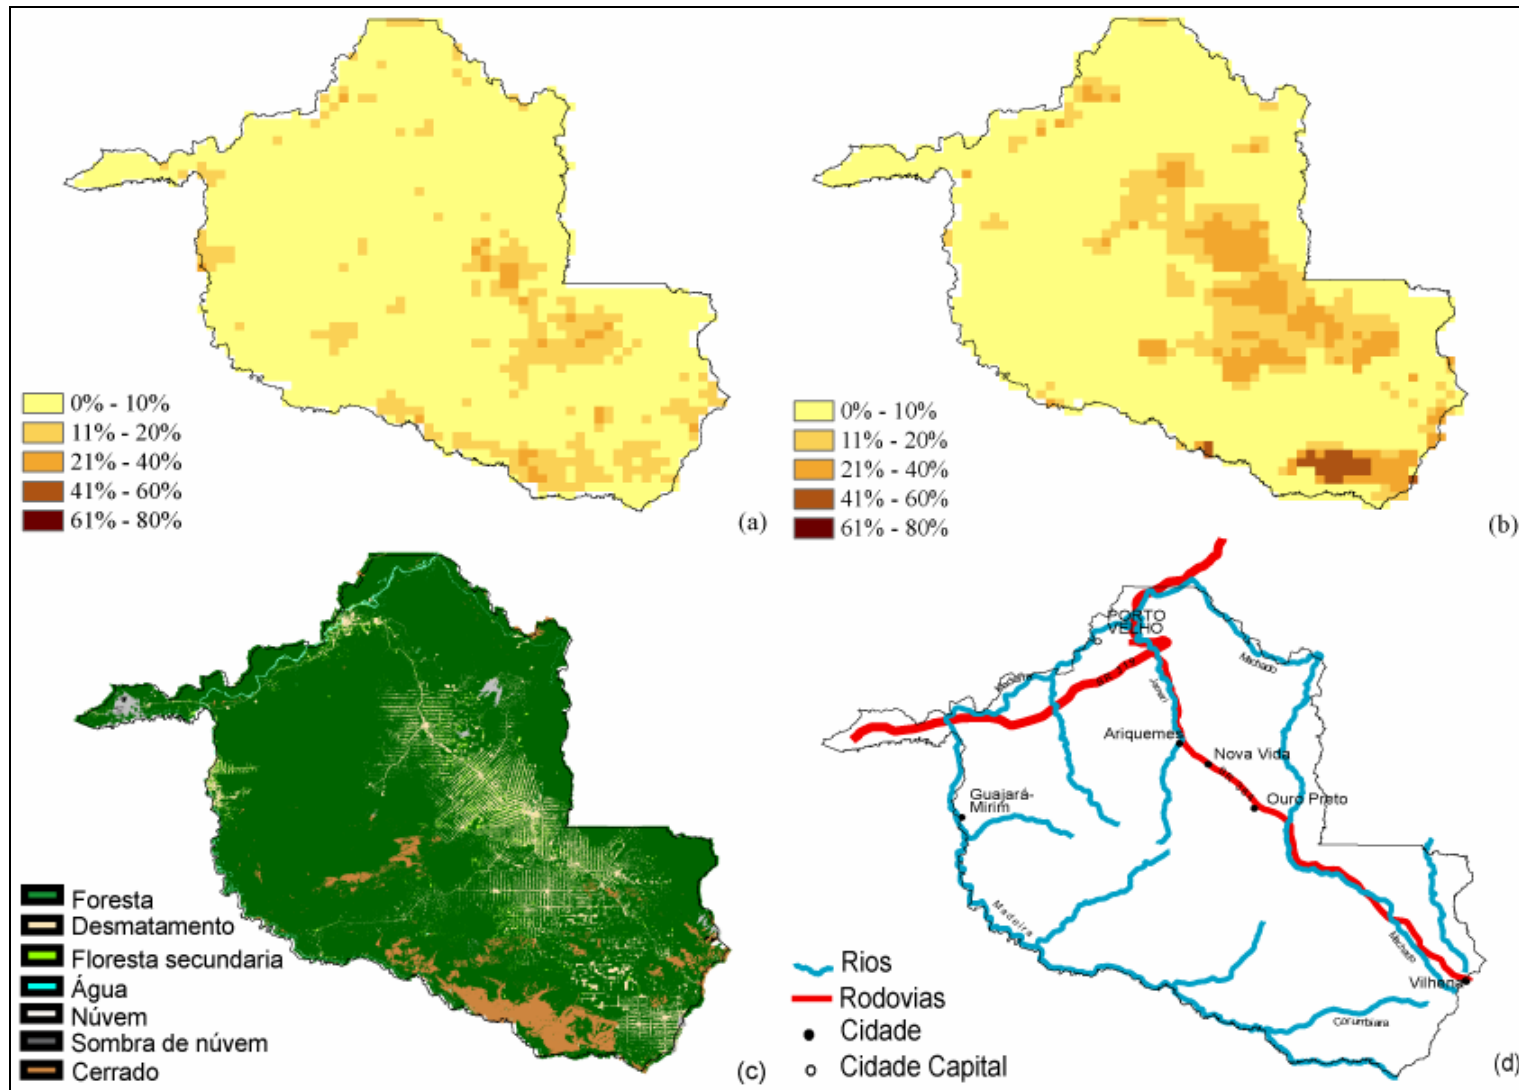 0% - 10%
11% - 20%
21% - 40%
41% - 60%
61% - 80%
(a)
0% - 10%
11% - 20%
21% - 40%
41% - 60%
61% - 80%
(b)
Foresta
Desmatamento
Floresta secundaria
Água
Núvem
Sombra de núvem
Cerrado
(c)
PORTO
VELHO
Machado
Jamari
Ariquemes
Nova Vida
Ouro Preto
Guajará-
Mirim
Madeira
Machado
Vilhena
Corumbiara
Rios
Rodovias
Cidade
Cidade Capital
(d)